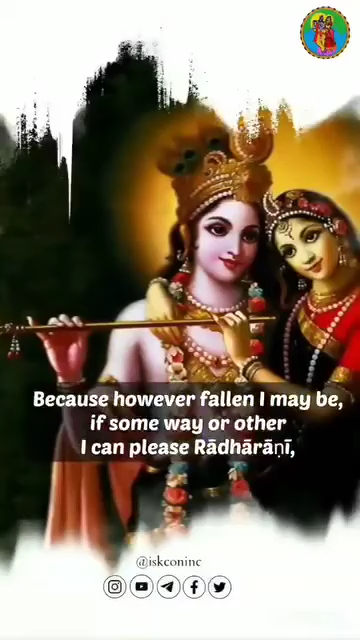 Because however fallen I may be,
if some way or other
I can please Rādhārāṇī,
@iskconinc